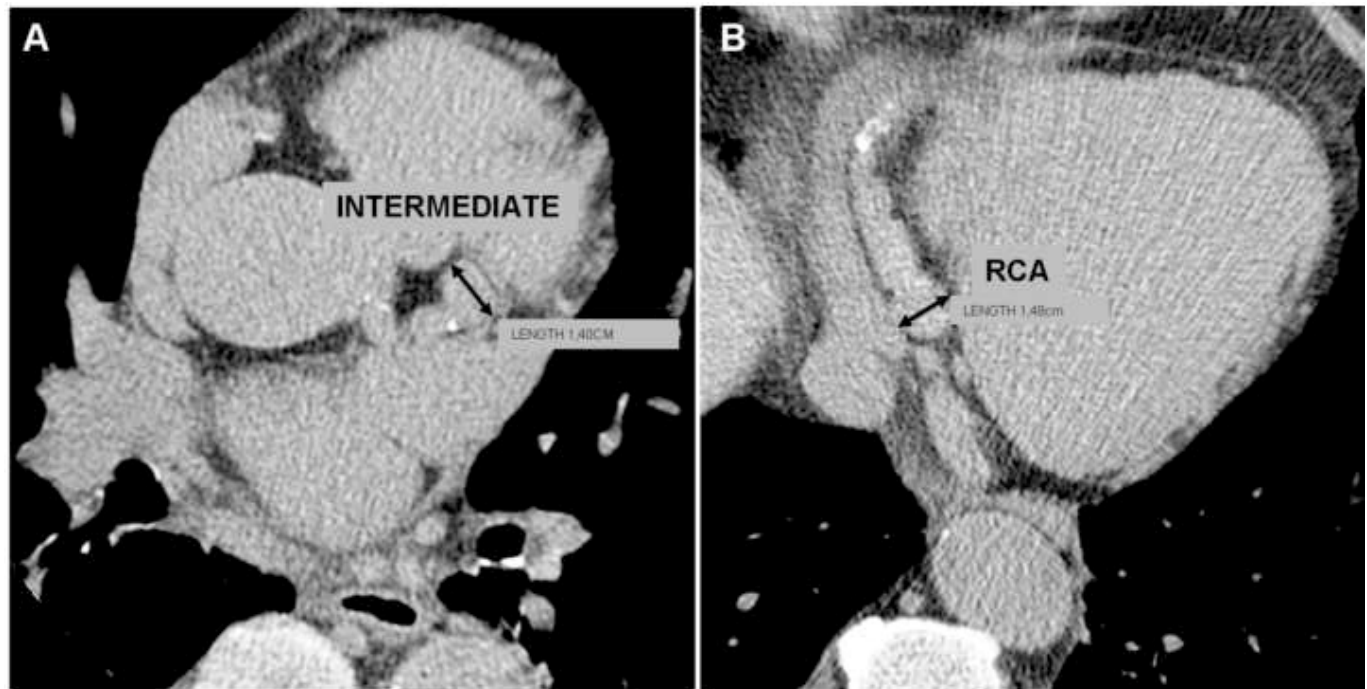 A
INTERMEDIATE
LENGTH 1,40CM
B
RCA
LENGTH 1,48cm